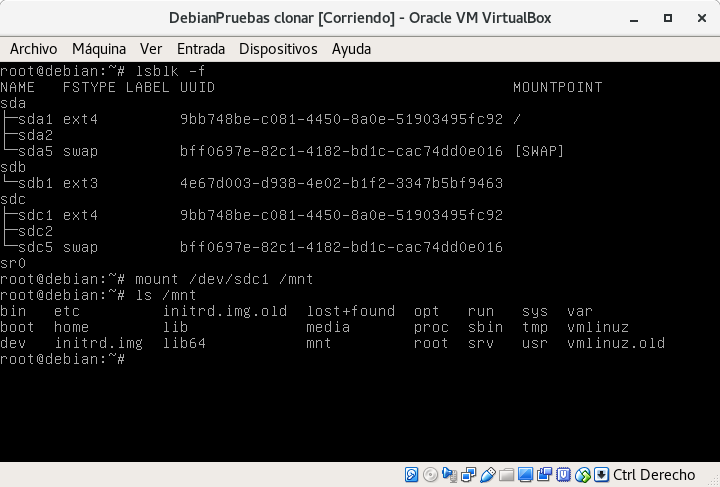 DebianPruebas clonar [Corriendo] - Oracle VM VirtualBox
Archivo Máquina Ver Entrada Dispositivos Ayuda
root@debian:~# lsblk -f
NAME   FSTYPE LABEL UUID                                 MOUNTPOINT
sda
├─sda1 ext4         9bb748be-c081-4450-8a0e-51903495fc92 /
├─sda2
└─sda5 swap         bff0697e-82c1-4182-bd1c-cac74dd0e016 [SWAP]
sdb
└─sdb1 ext3         4e67d003-d938-4e02-b1f2-3347b5bf9463
sdc
├─sdc1 ext4         9bb748be-c081-4450-8a0e-51903495fc92
├─sdc2
└─sdc5 swap         bff0697e-82c1-4182-bd1c-cac74dd0e016
sr0
root@debian:~# mount /dev/sdc1 /mnt
root@debian:~# ls /mnt
bin   etc         initrd.img.old  lost+found  opt   run   sys  var
boot  home        lib             media       proc  sbin  tmp  vmlinuz
dev   initrd.img  lib64           mnt         root  srv   usr  vmlinuz.old
root@debian:~#
Ctrl Derecho